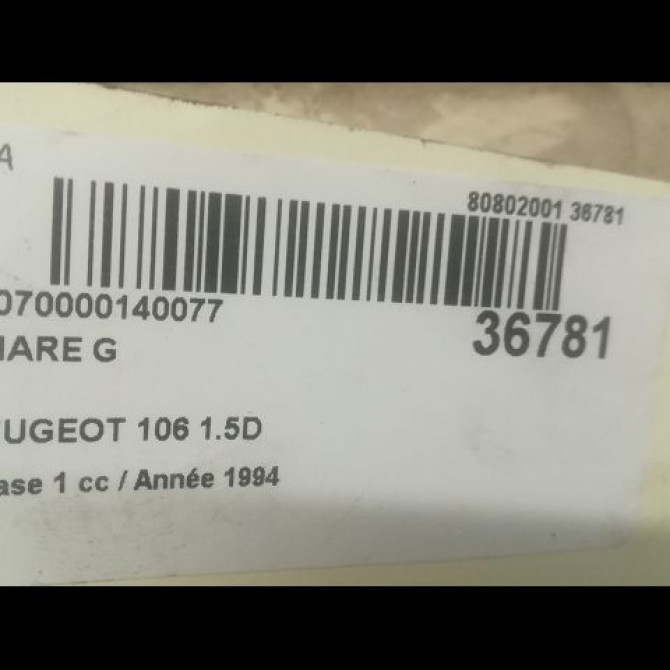 A
80802001 36781
070000140077
36781
HARE G
UGEOT 106 1.5D
ase 1 cc / Année 1994